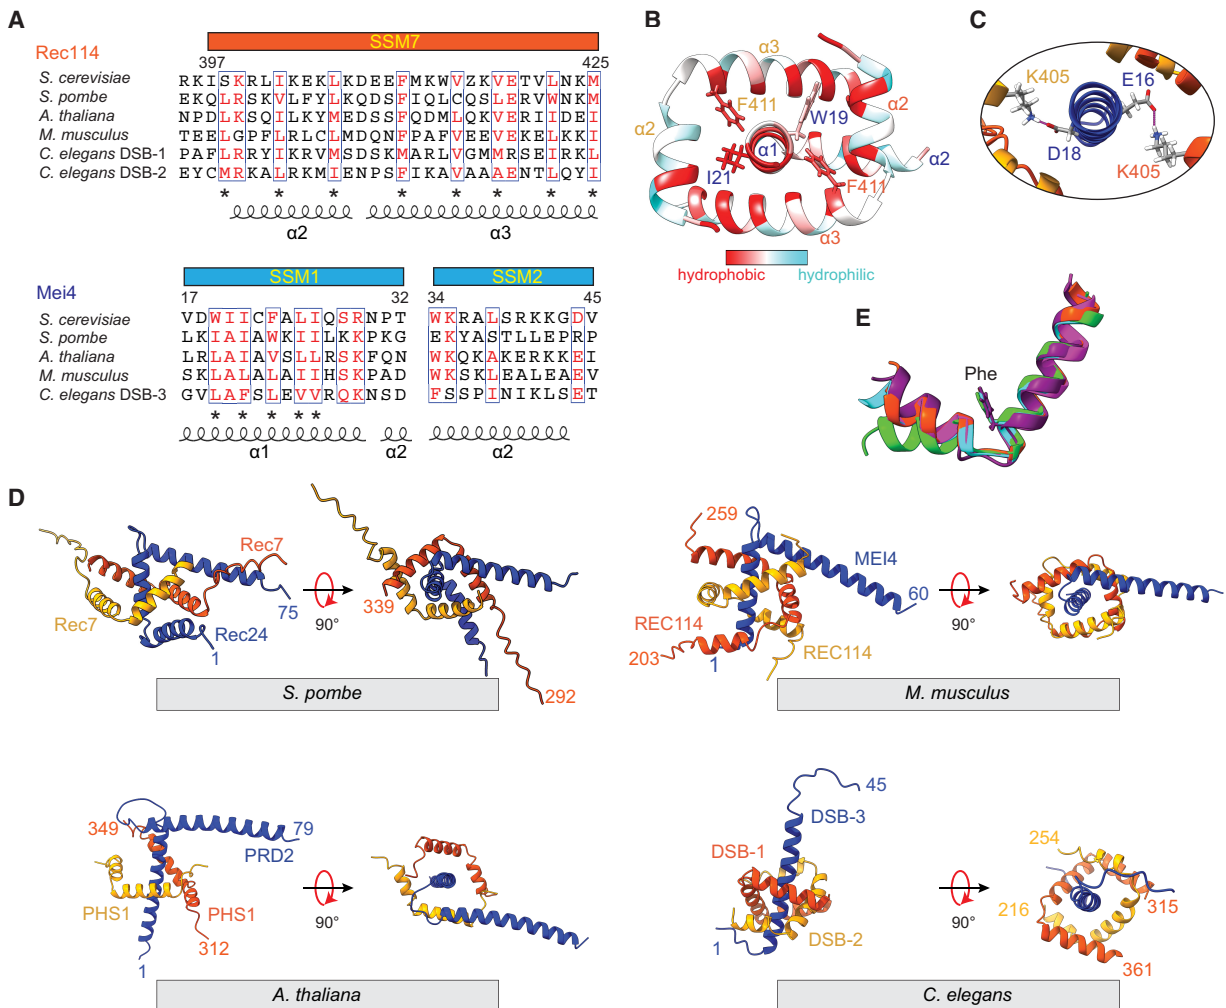 A
Rec114
SSM7
397 425
S. cerevisiae RKISKRLIKEKLKDEEFMKWVZKVETVLNKM
S. pombe EKQLRSKVLFYLKQDSFIQLCQSLERVWNKM
A. thaliana NPDLKSLIQILMLQDKFIKFVEEVELELKKL
M. musculus TEELGPFLRLCLMDQNFPAFVEEVEKELKKI
C. elegans DSB-1 PAFLRRYIKRVMSDSKMARLVGMMRSEIRKL
C. elegans DSB-2 EYCMRKALRKMIENPSFIKAVAAAENTLQYI
* * * * * * * *
α2 α3
Mei4
SSM1 SSM2
17 32 34 45
S. cerevisiae VDWIICFALIQSRNPT WKRALSRKKGDV
S. pombe LKIAIAWKIILKKPKG EKYASTLLEPRP
A. thaliana LRLAIAVSLLRSKFQN WKQKAKERKKEI
M. musculus SKLALALAIIHSKPAD WKSKLEALEAEV
C. elegans DSB-3 GVLAFSLEVVRQKNSD FSSPINIKLSET
* * * * *
α1 α2 α2
B
α3
F411
W19
α2
α2
α1
α2
I21
F411
α3
hydrophobic hydrophilic
C
K405
E16
D18
K405
E
Phe
D
Rec7
75
Rec7
Rec24
1
90°
339
292
S. pombe
259
MEI4
60
REC114
203
1
REC114
90°
M. musculus
349
79
PRD2
PHS1
PHS1
312
1
90°
A. thaliana
45
DSB-3
DSB-1
DSB-2
1
90°
254
216
315
361
C. elegans